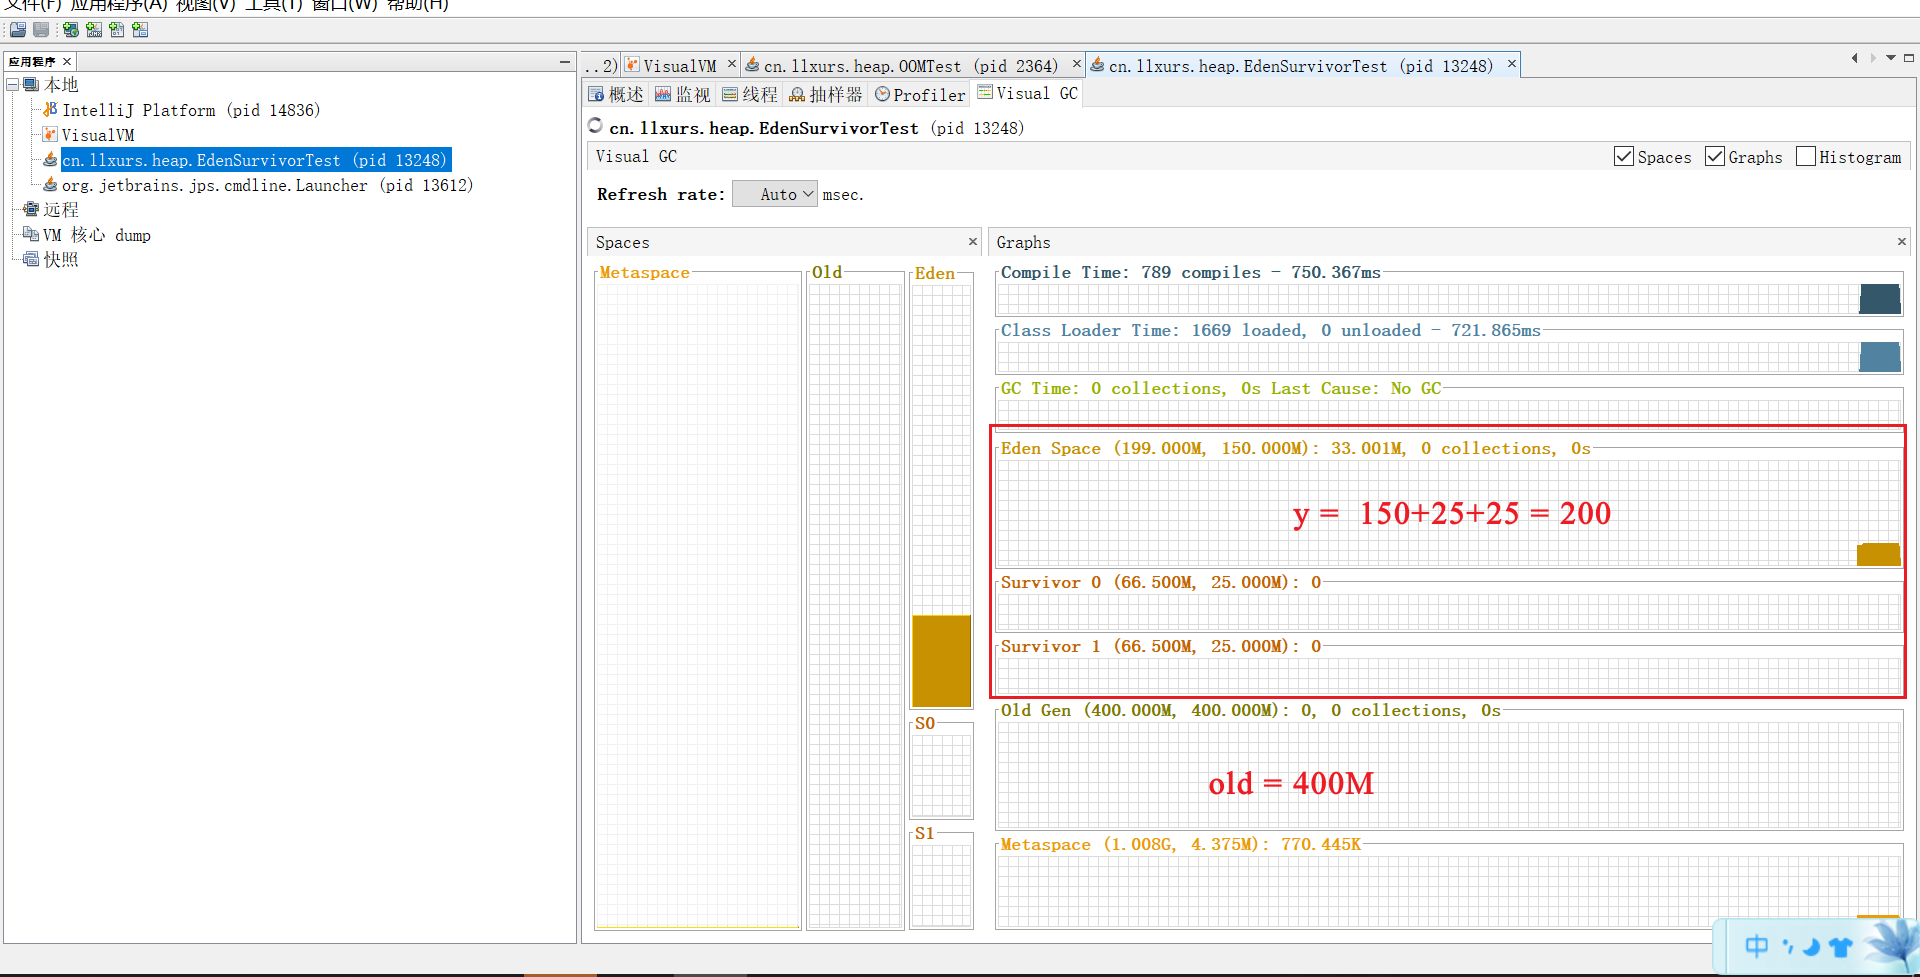 文件(F) 应用程序(A) 视图(V) 工具(T) 窗口(W) 帮助(H)
应用程序 ×
本地
IntelliJ Platform (pid 14836)
VisualVM
cn.llxurs.heap.EdenSurvivorTest (pid 13248)
org.jetbrains.jps.cmdline.Launcher (pid 13612)
远程
VM 核心 dump
快照
..2) VisualVM × cn.llxurs.heap.OOMTest (pid 2364) × cn.llxurs.heap.EdenSurvivorTest (pid 13248) ×
概述 监视 线程 抽样器 Profiler Visual GC
cn.llxurs.heap.EdenSurvivorTest (pid 13248)
Visual GC Spaces Graphs Histogram
Refresh rate: Auto msec.
Spaces ×
Metaspace Old Eden
S0
S1
Graphs ×
Compile Time: 789 compiles - 750.367ms
Class Loader Time: 1669 loaded, 0 unloaded - 721.865ms
GC Time: 0 collections, 0s Last Cause: No GC
Eden Space (199.000M, 150.000M): 33.001M, 0 collections, 0s
y = 150+25+25 = 200
Survivor 0 (66.500M, 25.000M): 0
Survivor 1 (66.500M, 25.000M): 0
Old Gen (400.000M, 400.000M): 0, 0 collections, 0s
old = 400M
Metaspace (1.008G, 4.375M): 770.445K
中